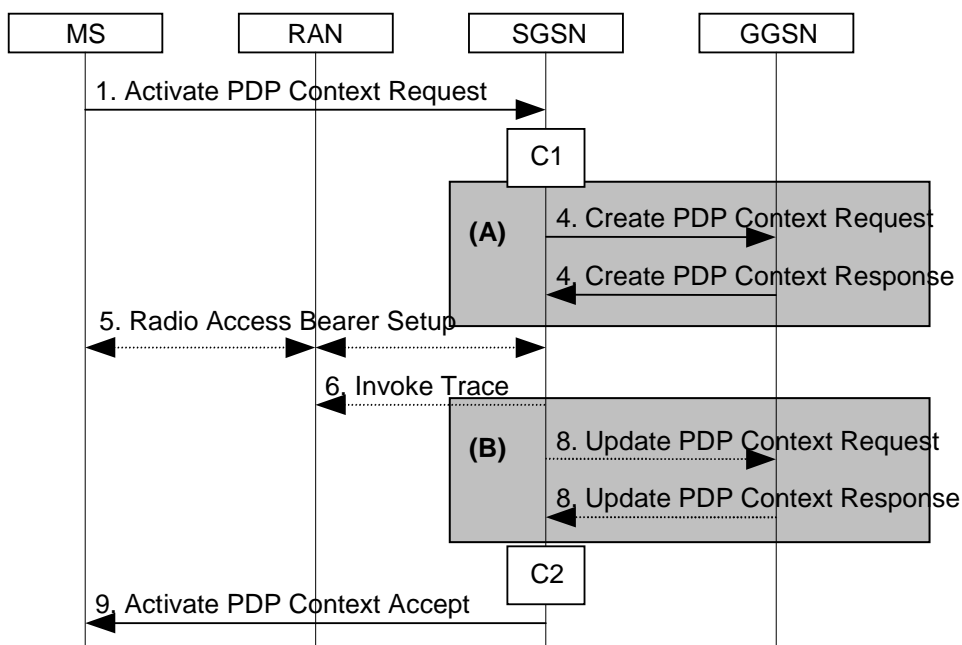 MS RAN SGSN GGSN
1. Activate PDP Context Request
C1
(A) 4. Create PDP Context Request
4. Create PDP Context Response
5. Radio Access Bearer Setup
6. Invoke Trace
(B) 8. Update PDP Context Request
8. Update PDP Context Response
C2
9. Activate PDP Context Accept